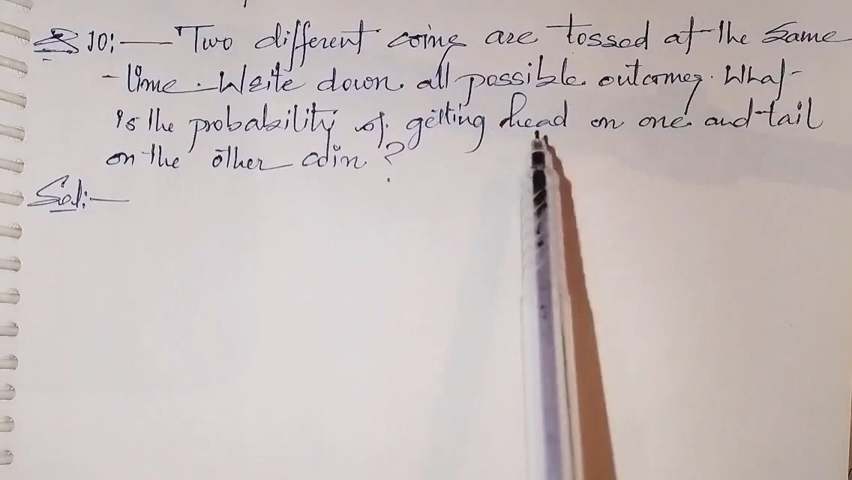 10:— Two different coins are tossed at the same
time. Write down all possible outcomes. What
is the probability of getting head on one and tail
on the other coin?
Sol:—